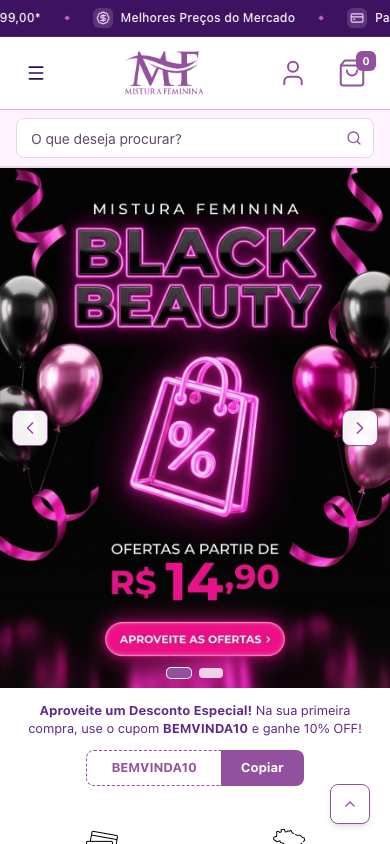 99,00*
Melhores Preços do Mercado
Pa
MF
MISTURA FEMININA
0
O que deseja procurar?
MISTURA FEMININA
BLACK
BEAUTY
%
OFERTAS A PARTIR DE
R$ 14,90
APROVEITE AS OFERTAS ›
Aproveite um Desconto Especial! Na sua primeira
compra, use o cupom BEMVINDA10 e ganhe 10% OFF!
BEMVINDA10
Copiar